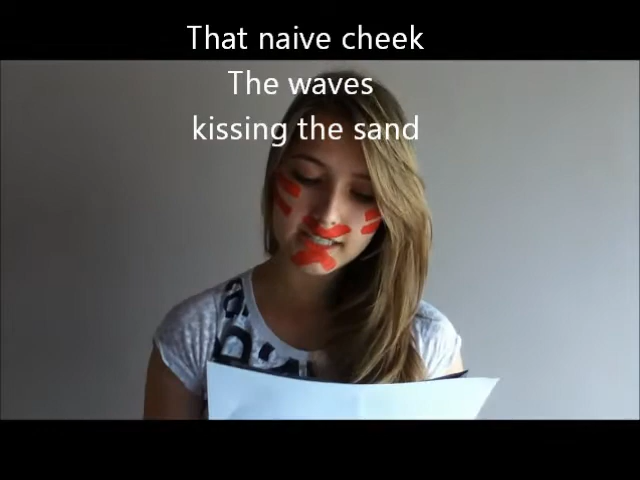 That naive cheek
The waves
kissing the sand